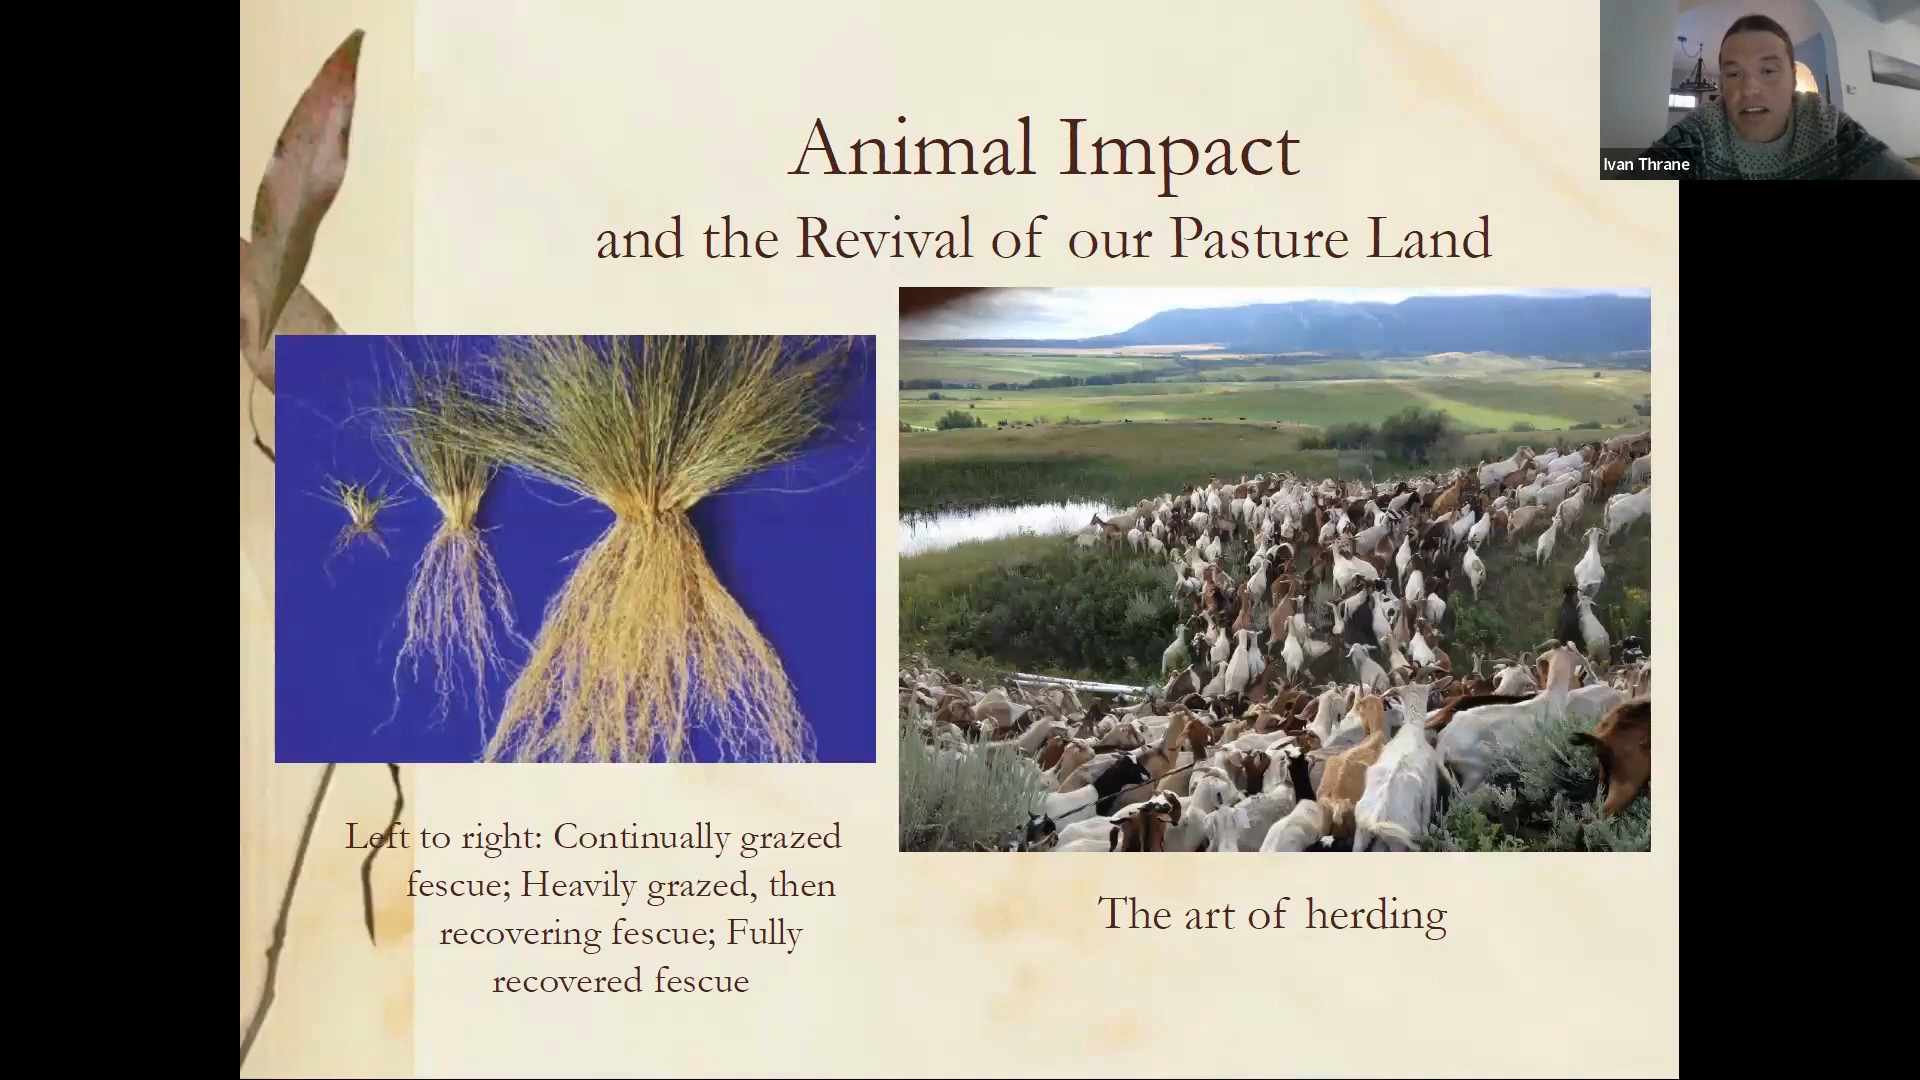 Animal Impact
and the Revival of our Pasture Land
Ivan Thrane
Left to right: Continually grazed
fescue; Heavily grazed, then
recovering fescue; Fully
recovered fescue
The art of herding